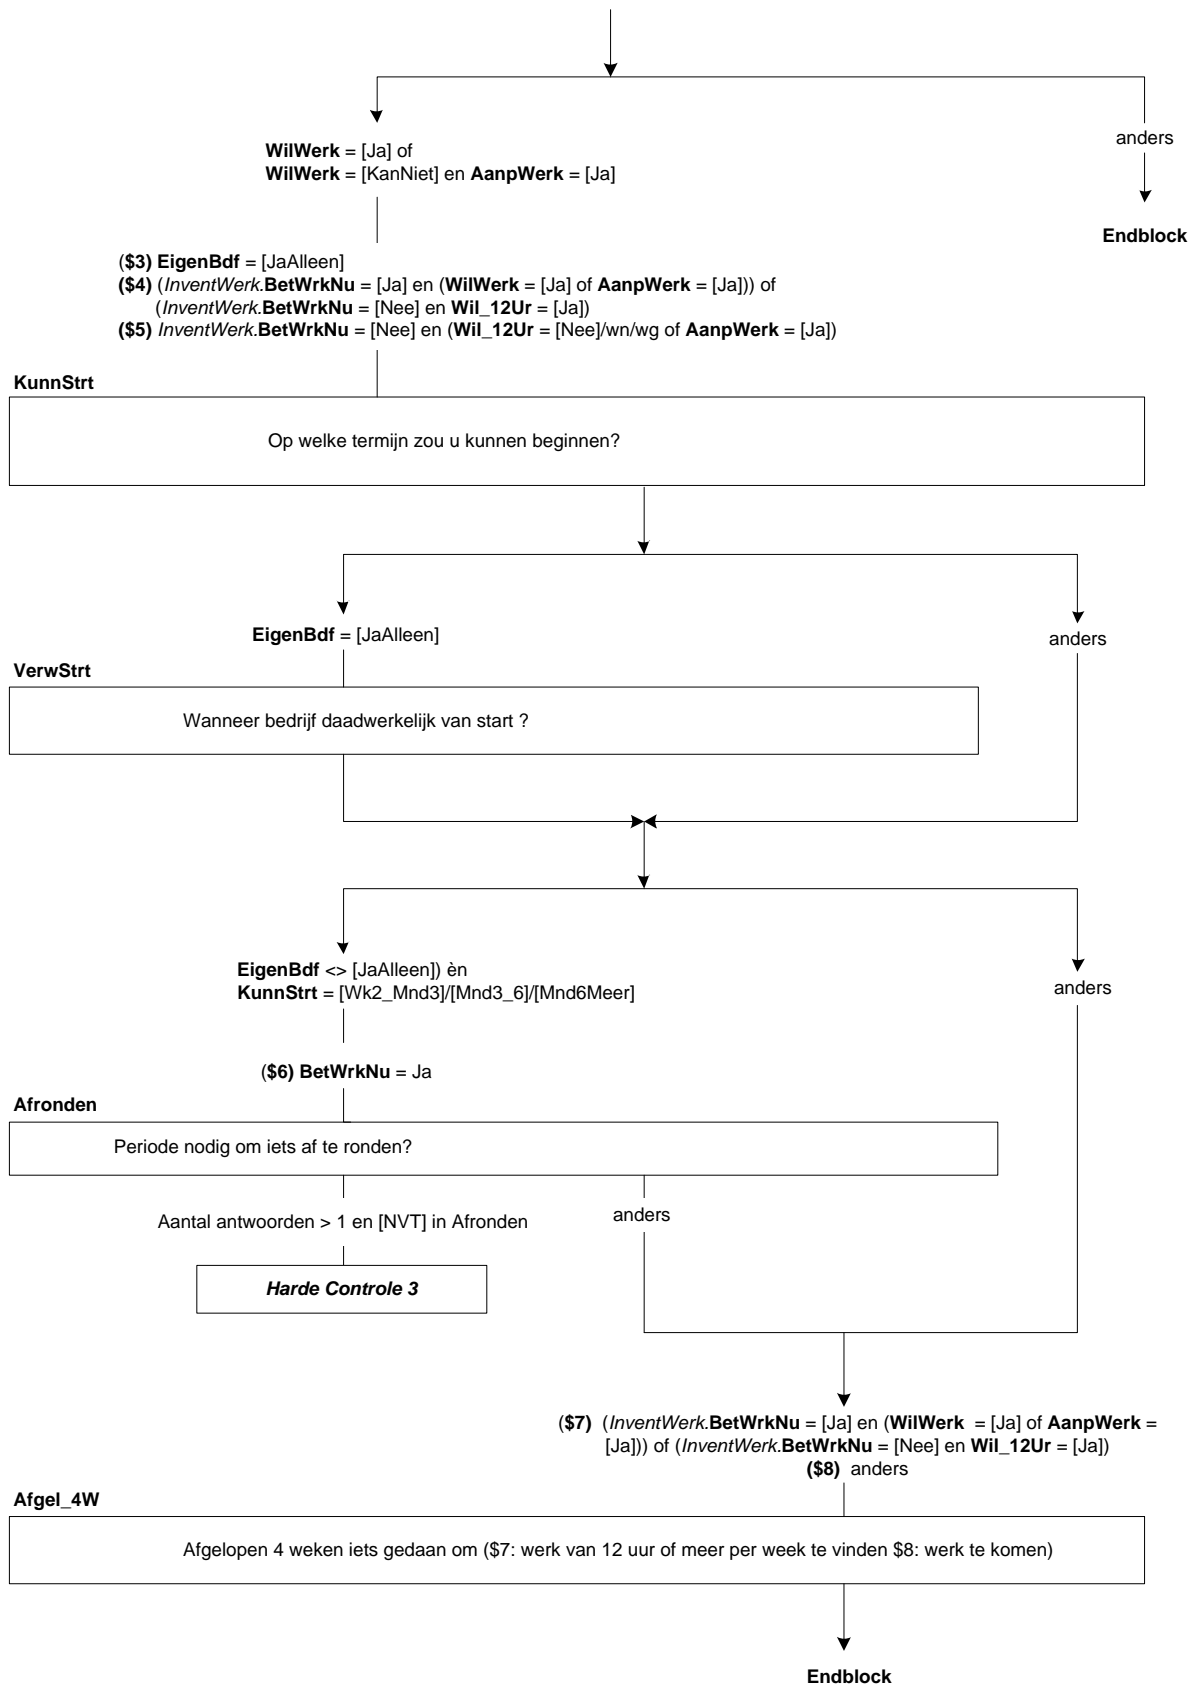 anders
WilWerk = [Ja] of
WilWerk = [KanNiet] en AanpWerk = [Ja]
Endblock
($3) EigenBdf = [JaAlleen]
($4) (InventWerk.BetWrkNu = [Ja] en (WilWerk = [Ja] of AanpWerk = [Ja])) of
(InventWerk.BetWrkNu = [Nee] en Wil_12Ur = [Ja])
($5) InventWerk.BetWrkNu = [Nee] en (Wil_12Ur = [Nee]/wn/wg of AanpWerk = [Ja])
KunnStrt
Op welke termijn zou u kunnen beginnen?
EigenBdf = [JaAlleen]
anders
VerwStrt
Wanneer bedrijf daadwerkelijk van start ?
EigenBdf <> [JaAlleen]) èn
KunnStrt = [Wk2_Mnd3]/[Mnd3_6]/[Mnd6Meer]
anders
($6) BetWrkNu = Ja
Afronden
Periode nodig om iets af te ronden?
Aantal antwoorden > 1 en [NVT] in Afronden
anders
Harde Controle 3
($7) (InventWerk.BetWrkNu = [Ja] en (WilWerk = [Ja] of AanpWerk =
[Ja])) of (InventWerk.BetWrkNu = [Nee] en Wil_12Ur = [Ja])
($8) anders
Afgel_4W
Afgelopen 4 weken iets gedaan om ($7: werk van 12 uur of meer per week te vinden $8: werk te komen)
Endblock